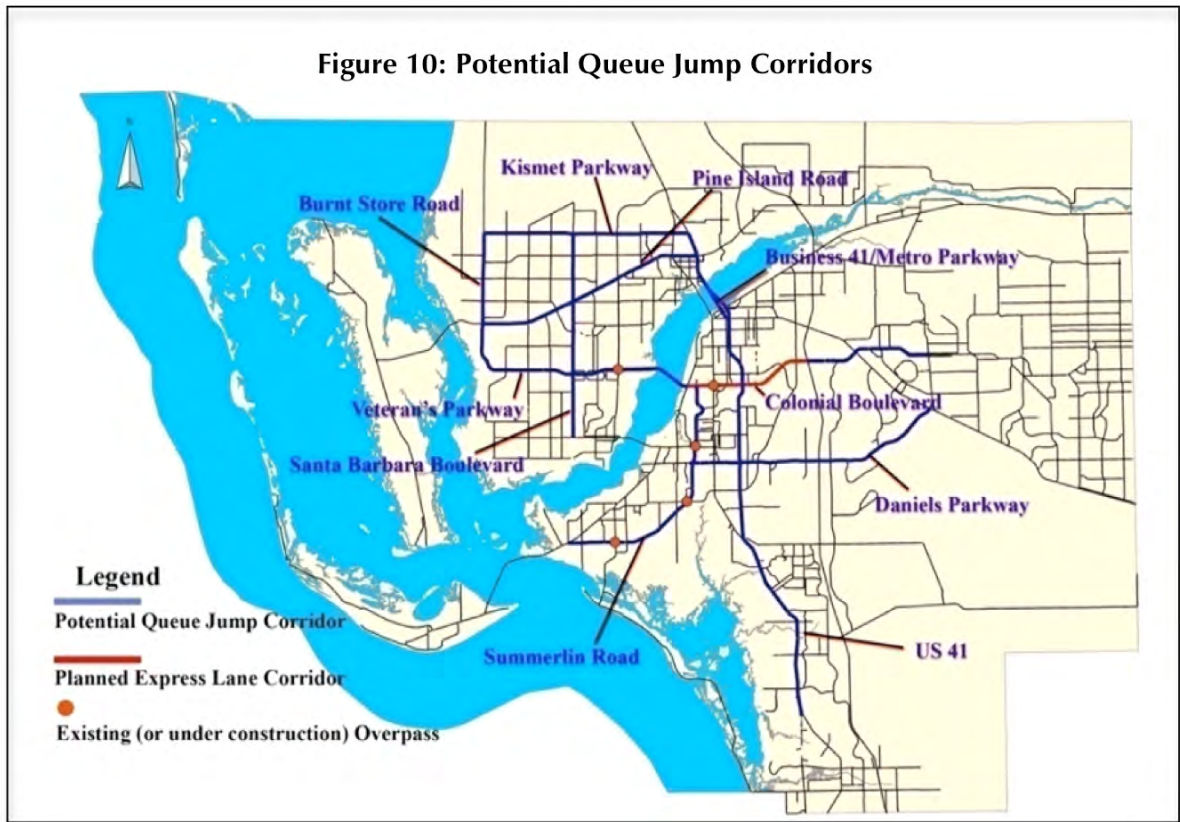 Figure 10: Potential Queue Jump Corridors
N
Kismet Parkway
Pine Island Road
Burnt Store Road
Business 41/Metro Parkway
Veteran's Parkway
Colonial Boulevard
Santa Barbara Boulevard
Daniels Parkway
Legend
Potential Queue Jump Corridor
Summerlin Road
US 41
Planned Express Lane Corridor
Existing (or under construction) Overpass